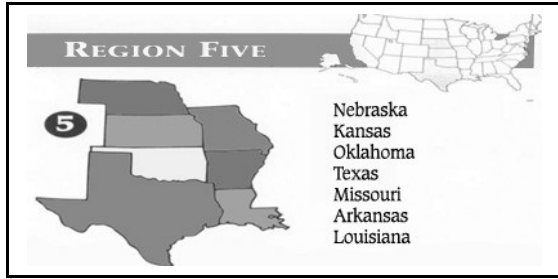 REGION FIVE
5
Nebraska
Kansas
Oklahoma
Texas
Missouri
Arkansas
Louisiana